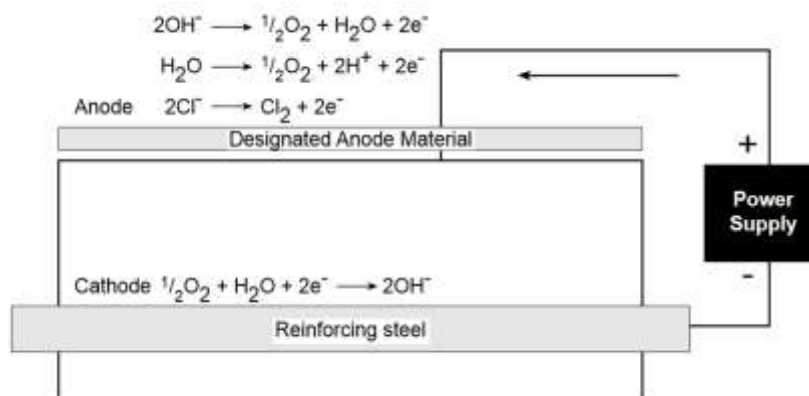 2OH⁻ ⟶ ¹/₂O₂ + H₂O + 2e⁻
H₂O ⟶ ¹/₂O₂ + 2H⁺ + 2e⁻
Anode 2Cl⁻ ⟶ Cl₂ + 2e⁻
Designated Anode Material
+
Power
Supply
-
Cathode ¹/₂O₂ + H₂O + 2e⁻ ⟶ 2OH⁻
Reinforcing steel